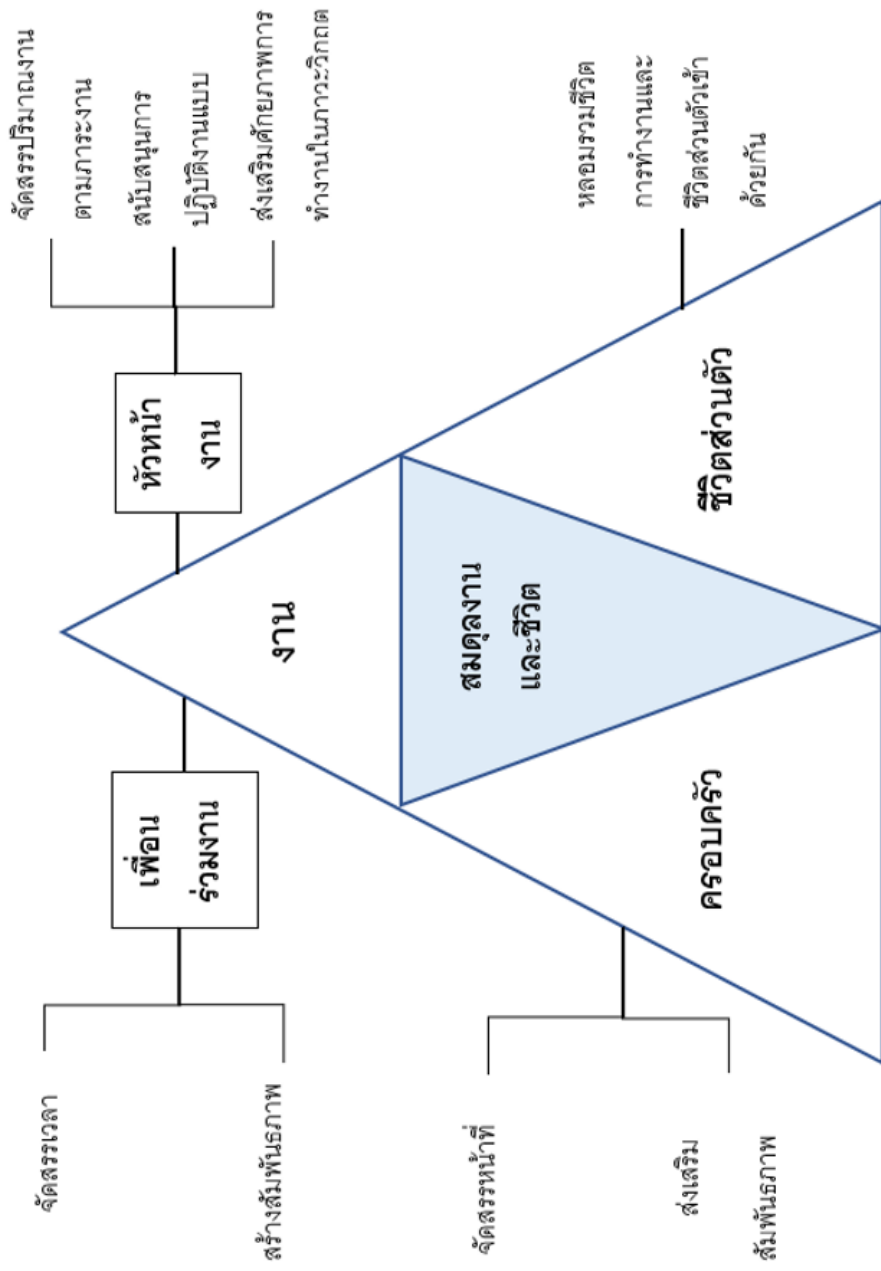 จัดสรรเวลา
สร้างสัมพันธภาพ
เพื่อน
ร่วมงาน
หัวหน้า
งาน
จัดสรรปริมาณงาน
ตามภาระงาน
สนับสนุนการ
ปฏิบัติงานแบบ
ส่งเสริมศักยภาพการ
ทำงานในภาวะวิกฤต
งาน
สมดุลงาน
และชีวิต
จัดสรรหน้าที่
ส่งเสริม
สัมพันธภาพ
ครอบครัว
ชีวิตส่วนตัว
หลอมรวมชีวิต
การทำงานและ
ชีวิตส่วนตัวเข้า
ด้วยกัน